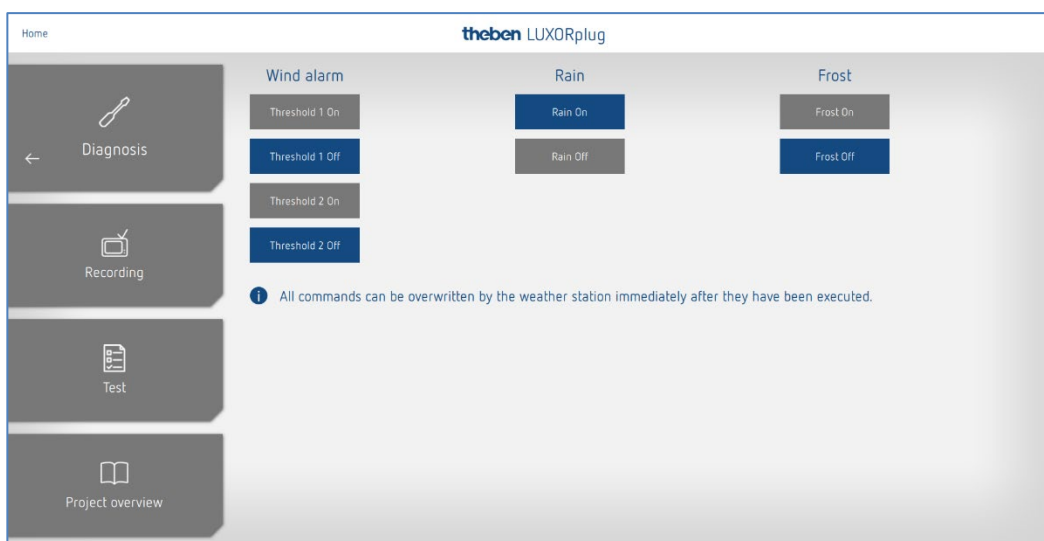 Home
theben LUXORplug
Diagnosis
Recording
Test
Project overview
Wind alarm
Threshold 1 On
Threshold 1 Off
Threshold 2 On
Threshold 2 Off
Rain
Rain On
Rain Off
Frost
Frost On
Frost Off
All commands can be overwritten by the weather station immediately after they have been executed.